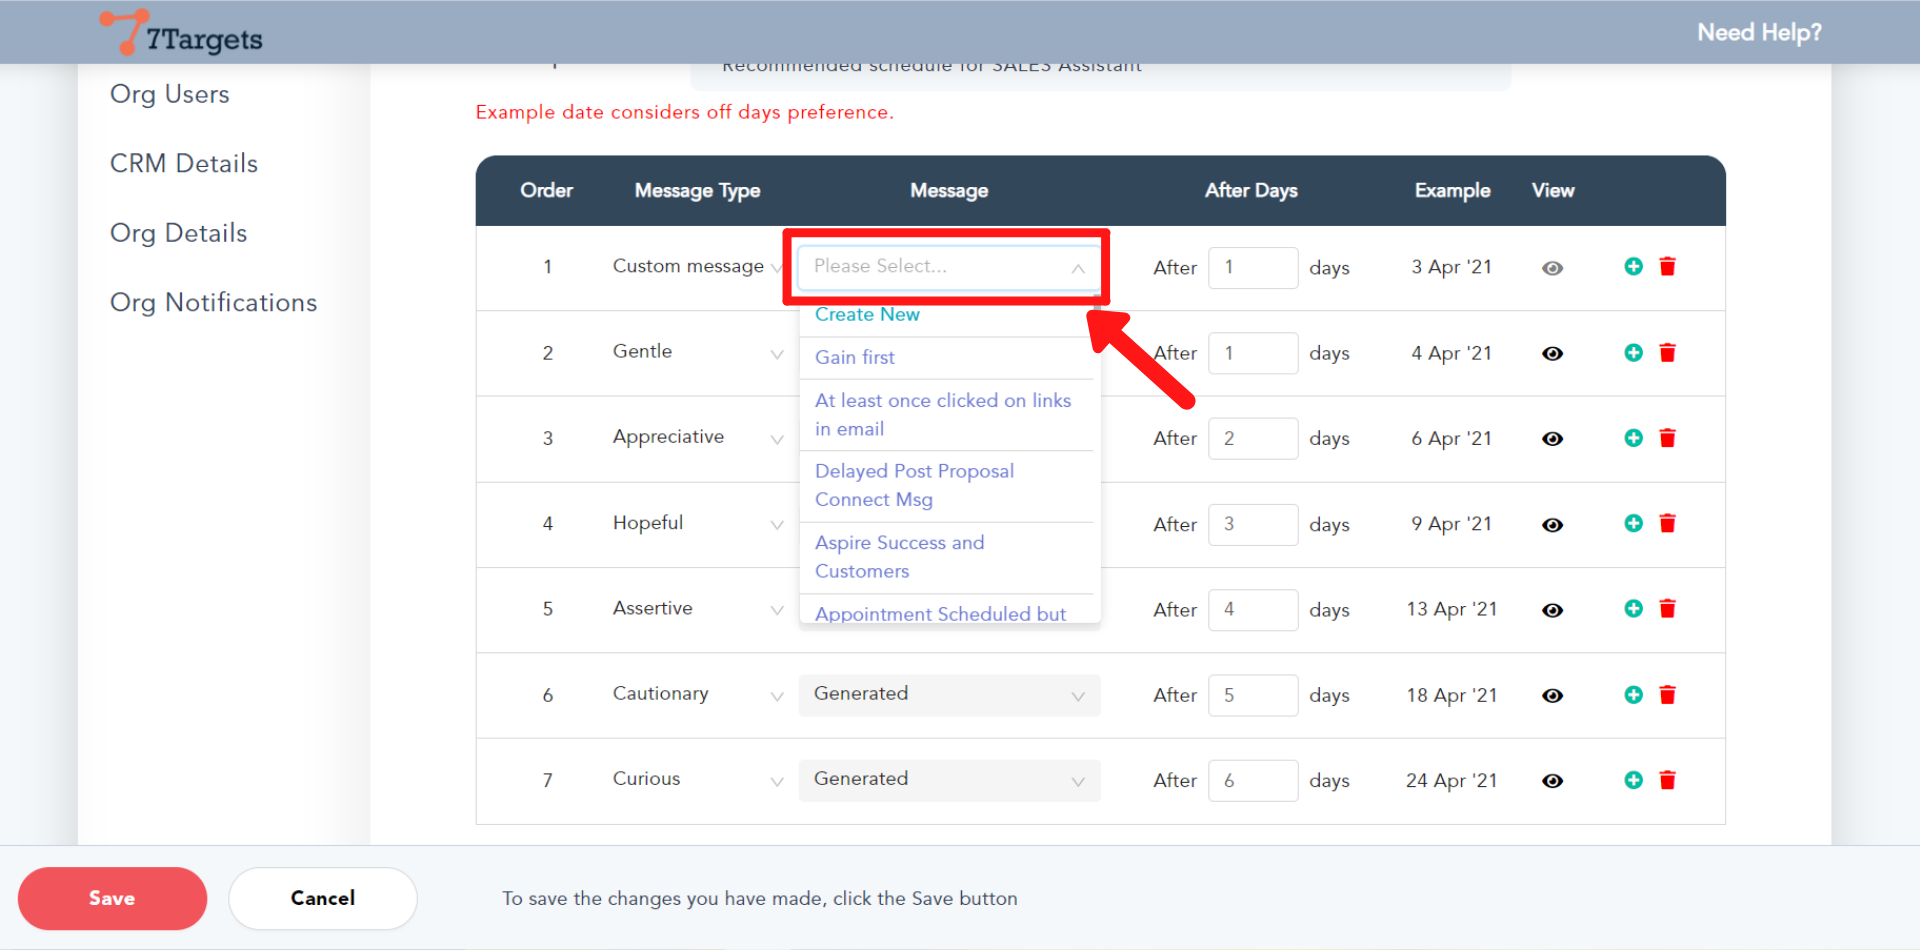 7Targets
Need Help?
Recommended schedule for SALES Assistant
Org Users
CRM Details
Org Details
Org Notifications
Example date considers off days preference.
Order Message Type Message After Days Example View
1 Custom message Please Select... After 1 days 3 Apr '21
Create New
2 Gentle After 1 days 4 Apr '21
Gain first
At least once clicked on links
in email
3 Appreciative After 2 days 6 Apr '21
Delayed Post Proposal
Connect Msg
4 Hopeful After 3 days 9 Apr '21
Aspire Success and
Customers
5 Assertive After 4 days 13 Apr '21
Appointment Scheduled but
6 Cautionary Generated After 5 days 18 Apr '21
7 Curious Generated After 6 days 24 Apr '21
Save Cancel To save the changes you have made, click the Save button